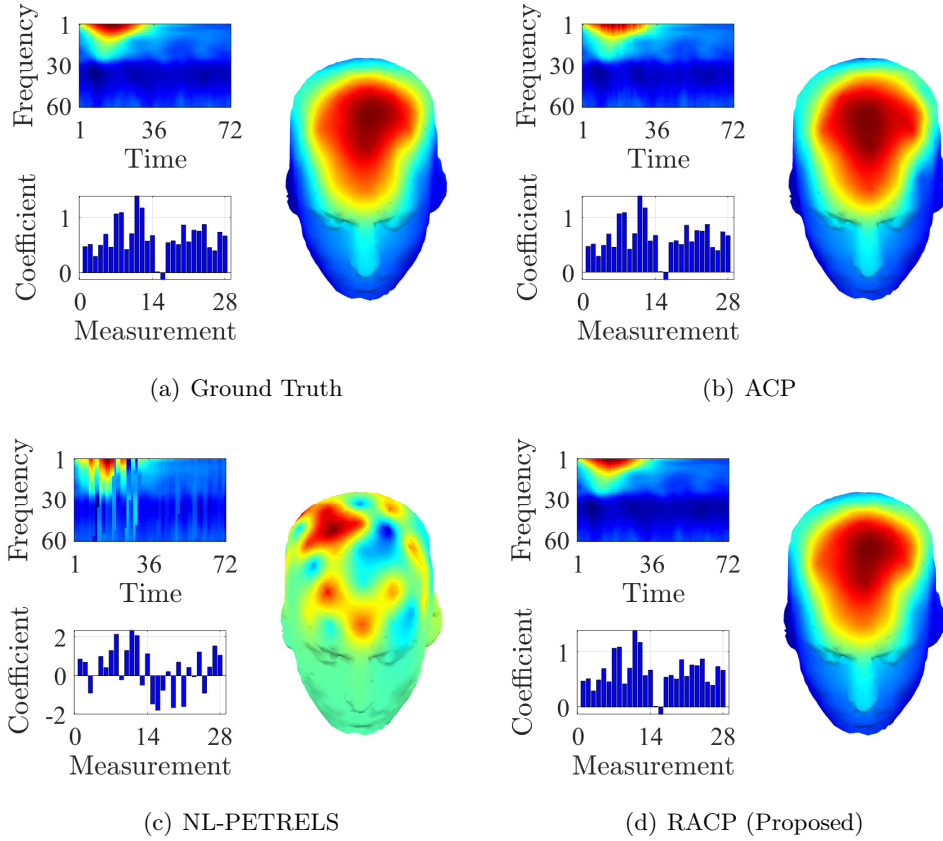 Frequency
1
30
60
1
36
72
Time
Coefficient
1
0
0
14
28
Measurement
(a) Ground Truth
Frequency
1
30
60
1
36
72
Time
Coefficient
1
0
0
14
28
Measurement
(b) ACP
Frequency
1
30
60
1
36
72
Time
Coefficient
2
0
-2
0
14
28
Measurement
(c) NL-PETRELS
Frequency
1
30
60
1
36
72
Time
Coefficient
1
0
0
14
28
Measurement
(d) RACP (Proposed)